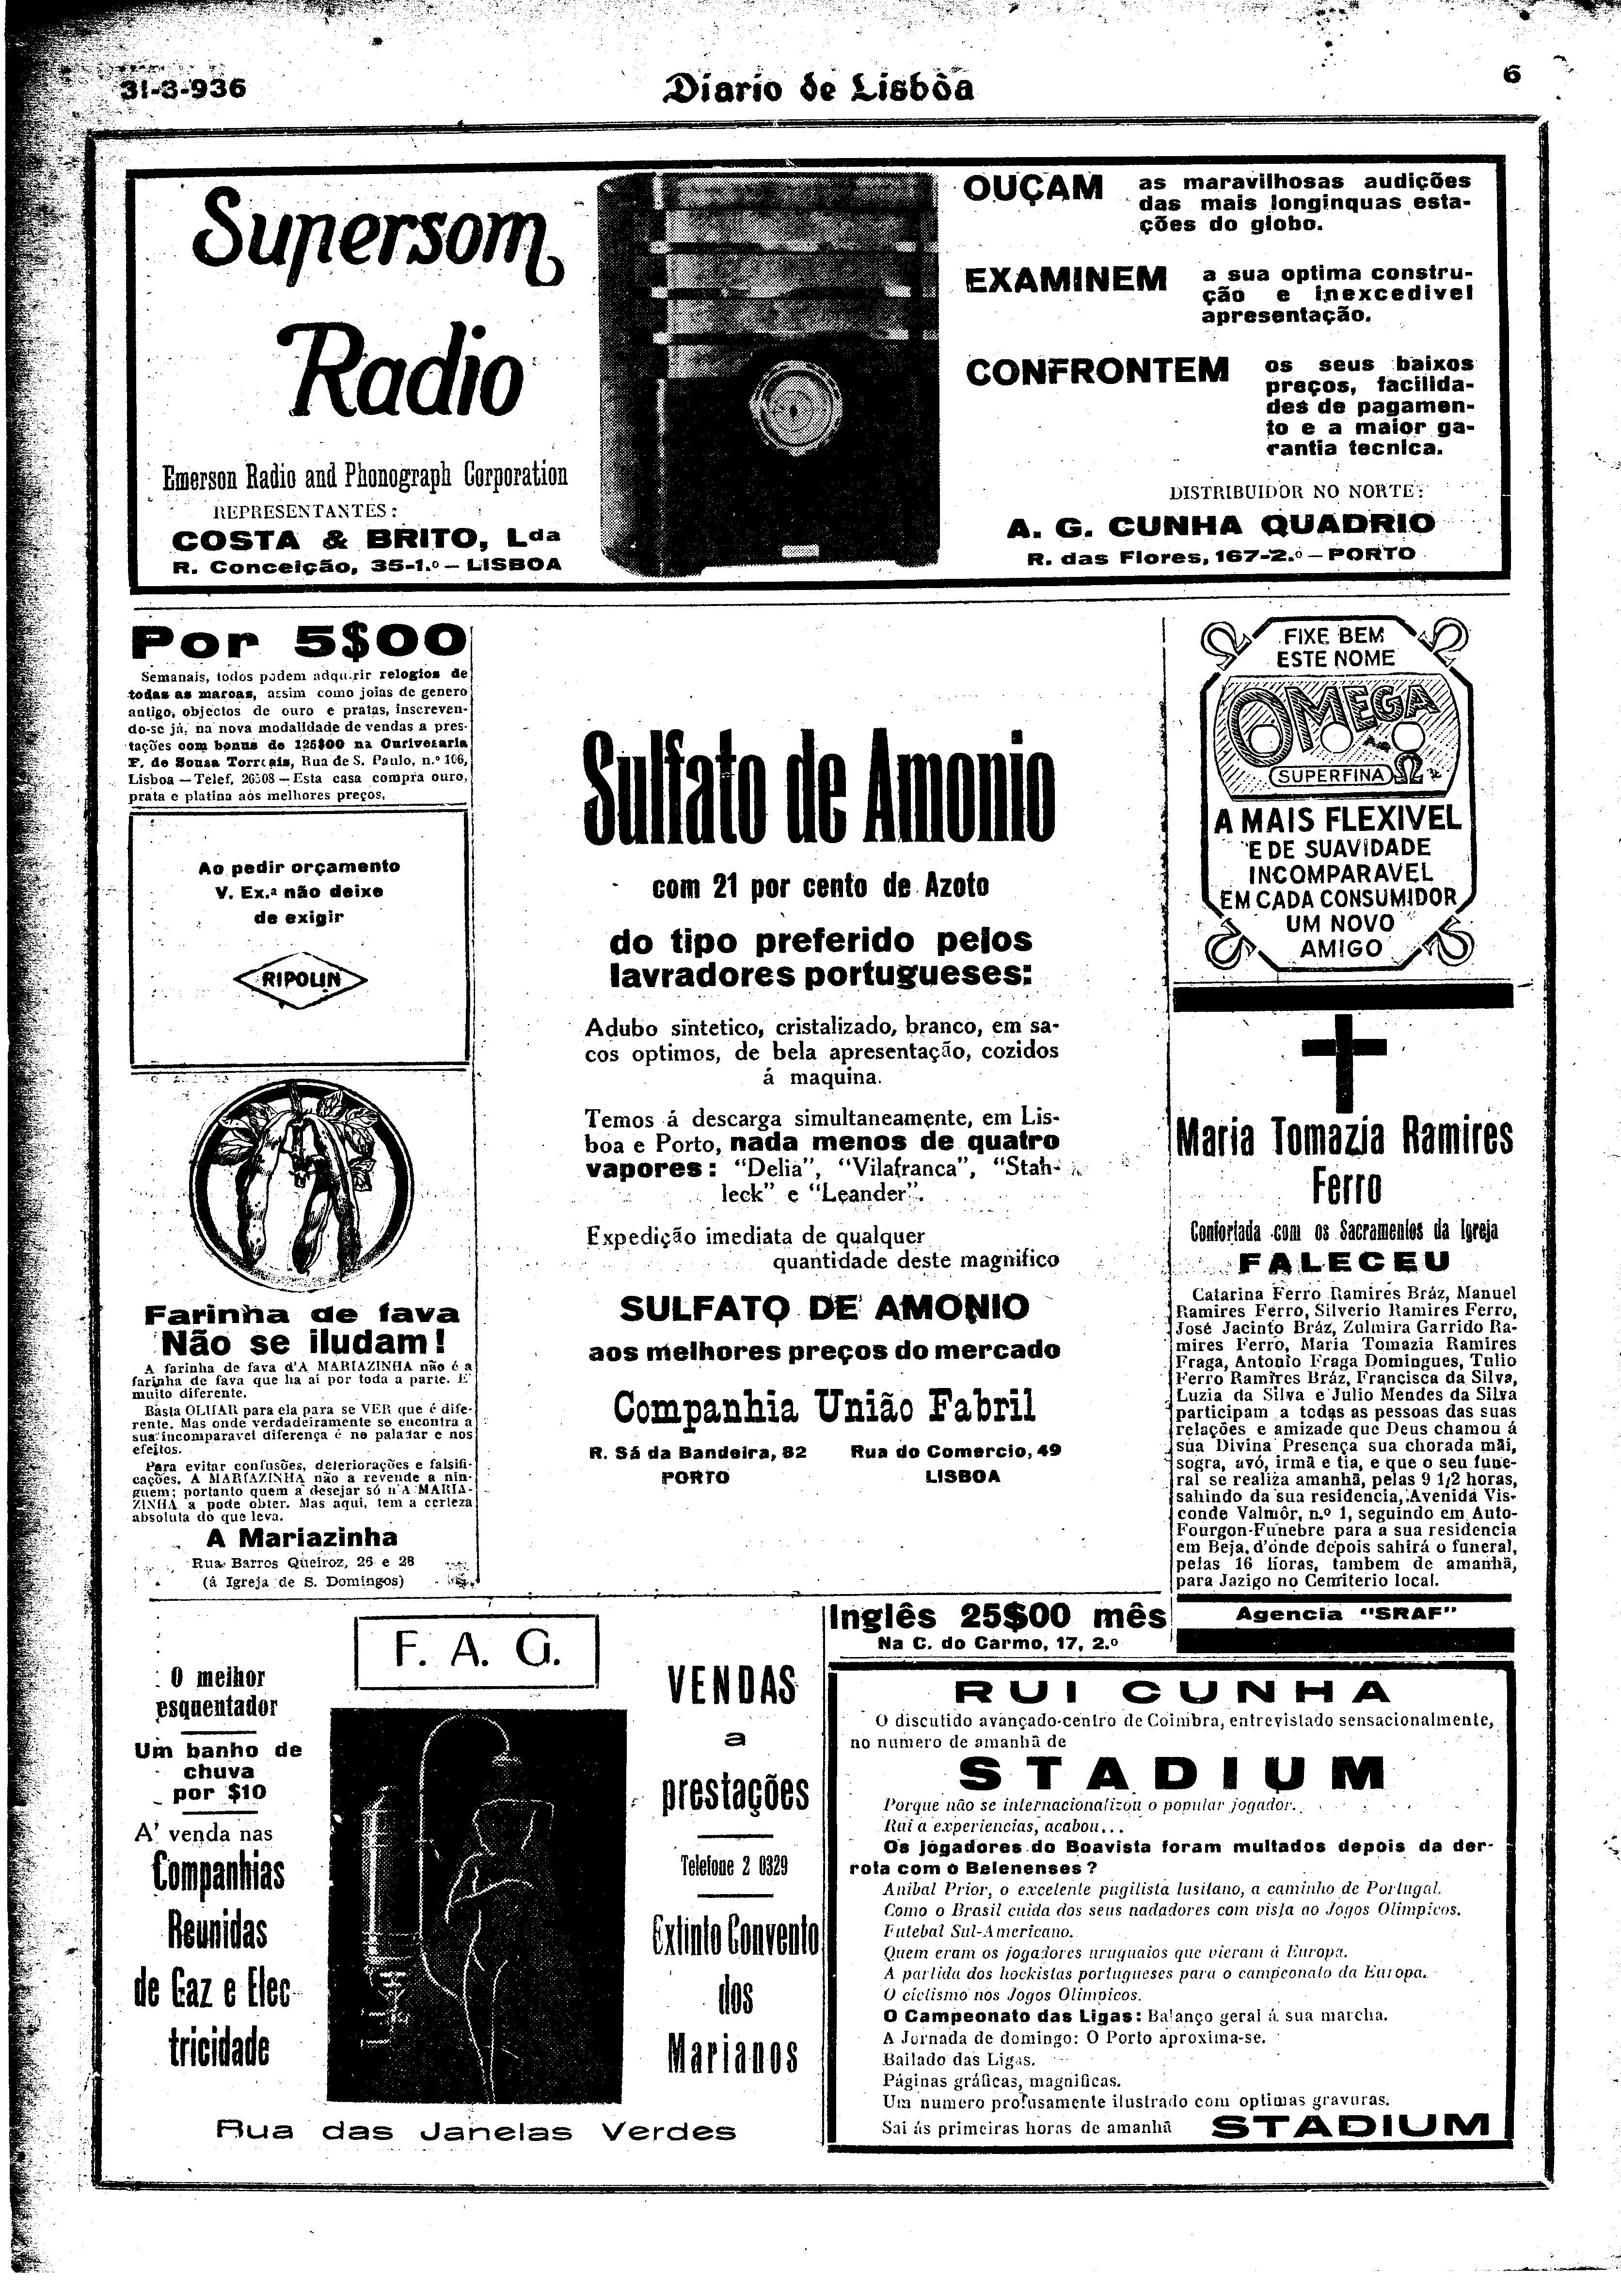 31-3-936
Diario de Lisbôa
6
Supersom
Radio
Emerson Radio and Phonograph Corporation
REPRESENTANTES:
COSTA & BRITO, Lda
R. Conceição, 35-1.º — LISBOA
OUÇAM
as maravilhosas audições
das mais longinquas esta-
ções do globo.
EXAMINEM
a sua optima constru-
ção e inexcedivel
apresentação.
CONFRONTEM
os seus baixos
preços, facilida-
des de pagamen-
to e a maior ga-
rantia tecnica.
DISTRIBUIDOR NO NORTE:
A. G. CUNHA QUADRIO
R. das Flores, 167-2.º — PORTO
Por 5$00
Semanais, todos podem adquirir relogios de
todas as marcas, assim como joias de genero
antigo, objectos de ouro e pratas, inscreven-
do-se já, na nova modalidade de vendas a pres-
tações com bonus de 125$00 na Ourivesaria
F. de Sousa Torreais, Rua de S. Paulo, n.º 106,
Lisboa — Telef. 26508 — Esta casa compra ouro,
prata e platina aos melhores preços.
Ao pedir orçamento
V. Ex.ª não deixe
de exigir
RIPOLIN
Farinha de fava
Não se iludam!
A farinha de fava d'A MARIAZINHA não é a
farinha de fava que ha aí por toda a parte. E'
muito diferente.
Basta OLHAR para ela para se VER que é dife-
rente. Mas onde verdadeiramente se encontra a
sua incomparavel diferença é no paladar e nos
efeitos.
Para evitar confusões, deteriorações e falsifi-
cações, A MARIAZINHA não a revende a nin-
guem; portanto quem a desejar só n'A MARIA-
ZINHA a pode obter. Mas aqui, tem a certeza
absoluta do que leva.
A Mariazinha
Rua Barros Queiroz, 26 e 28
(á Igreja de S. Domingos)
Sulfato de Amonio
com 21 por cento de Azoto
do tipo preferido pelos
lavradores portugueses:
Adubo sintetico, cristalizado, branco, em sa-
cos optimos, de bela apresentação, cozidos
á maquina.
Temos á descarga simultaneamente, em Lis-
boa e Porto, nada menos de quatro
vapores: "Delia", "Vilafranca", "Stah-
leck" e "Leander".
Expedição imediata de qualquer
quantidade deste magnifico
SULFATO DE AMONIO
aos melhores preços do mercado
Companhia União Fabril
R. Sá da Bandeira, 82 Rua do Comercio, 49
PORTO LISBOA
FIXE BEM
ESTE NOME
OMEGA
SUPERFINA
A MAIS FLEXIVEL
E DE SUAVIDADE
INCOMPARAVEL
EM CADA CONSUMIDOR
UM NOVO
AMIGO
Maria Tomazia Ramires
Ferro
Confortada com os Sacramentos da Igreja
FALECEU
Catarina Ferro Ramires Bráz, Manuel
Ramires Ferro, Silverio Ramires Ferro,
José Jacinto Bráz, Zulmira Garrido Ra-
mires Ferro, Maria Tomazia Ramires
Fraga, Antonio Fraga Domingues, Tulio
Ferro Ramires Bráz, Francisca da Silva,
Luzia da Silva e Julio Mendes da Silva
participam a todas as pessoas das suas
relações e amizade que Deus chamou á
sua Divina Presença sua chorada mãi,
sogra, avó, irmã e tia, e que o seu fune-
ral se realiza amanhã, pelas 9 1/2 horas,
sahindo da sua residencia, Avenida Vis-
conde Valmôr, n.º 1, seguindo em Auto-
Fourgon-Funebre para a sua residencia
em Beja, d'onde depois sahirá o funeral,
pelas 16 horas, tambem de amanhã,
para Jazigo no Cemiterio local.
Agencia "SRAF"
O melhor
esquentador
Um banho de
chuva
por $10
A' venda nas
Companhias
Reunidas
de Gaz e Elec-
tricidade
F. A. G.
VENDAS
a
prestações
Telefone 2 0329
Extinto Convento
dos
Marianos
Rua das Janelas Verdes
Inglês 25$00 mês
Na C. do Carmo, 17, 2.º
RUI CUNHA
O discutido avançado-centro de Coimbra, entrevistado sensacionalmente,
no numero de amanhã de
STADIUM
Porque não se internacionalizou o popular jogador.
Rui a experiencias, acabou...
Os jogadores do Boavista foram multados depois da der-
rota com o Belenenses?
Anibal Prior, o excelente pugilista lusitano, a caminho de Portugal.
Como o Brasil cuida dos seus nadadores com vista ao Jogos Olimpicos.
Futebal Sul-Americano.
Quem eram os jogadores uruguaios que vieram á Europa.
A partida dos hockistas portugueses para o campeonato da Europa.
O ciclismo nos Jogos Olimpicos.
O Campeonato das Ligas: Balanço geral á sua marcha.
A Jornada de domingo: O Porto aproxima-se.
Bailado das Ligas.
Páginas gráficas, magnificas.
Um numero profusamente ilustrado com optimas gravuras.
Sai ás primeiras horas de amanhã STADIUM